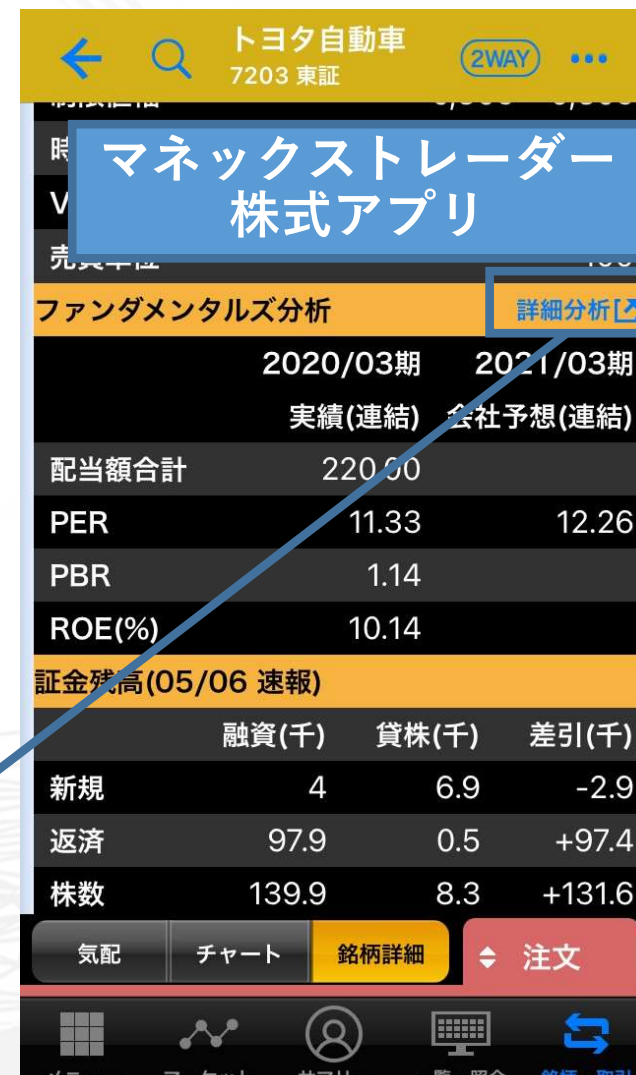 トヨタ自動車
2WAY
7203 東証
マネックストレーダー
株式アプリ
ファンダメンタルズ分析 詳細分析
2020/03期 2021/03期
実績(連結) 会社予想(連結)
配当額合計 220.00
PER 11.33 12.26
PBR 1.14
ROE(%) 10.14
証金残高(05/06 速報)
融資(千) 貸株(千) 差引(千)
新規 4 6.9 -2.9
返済 97.9 0.5 +97.4
株数 139.9 8.3 +131.6
気配 チャート 銘柄詳細 注文